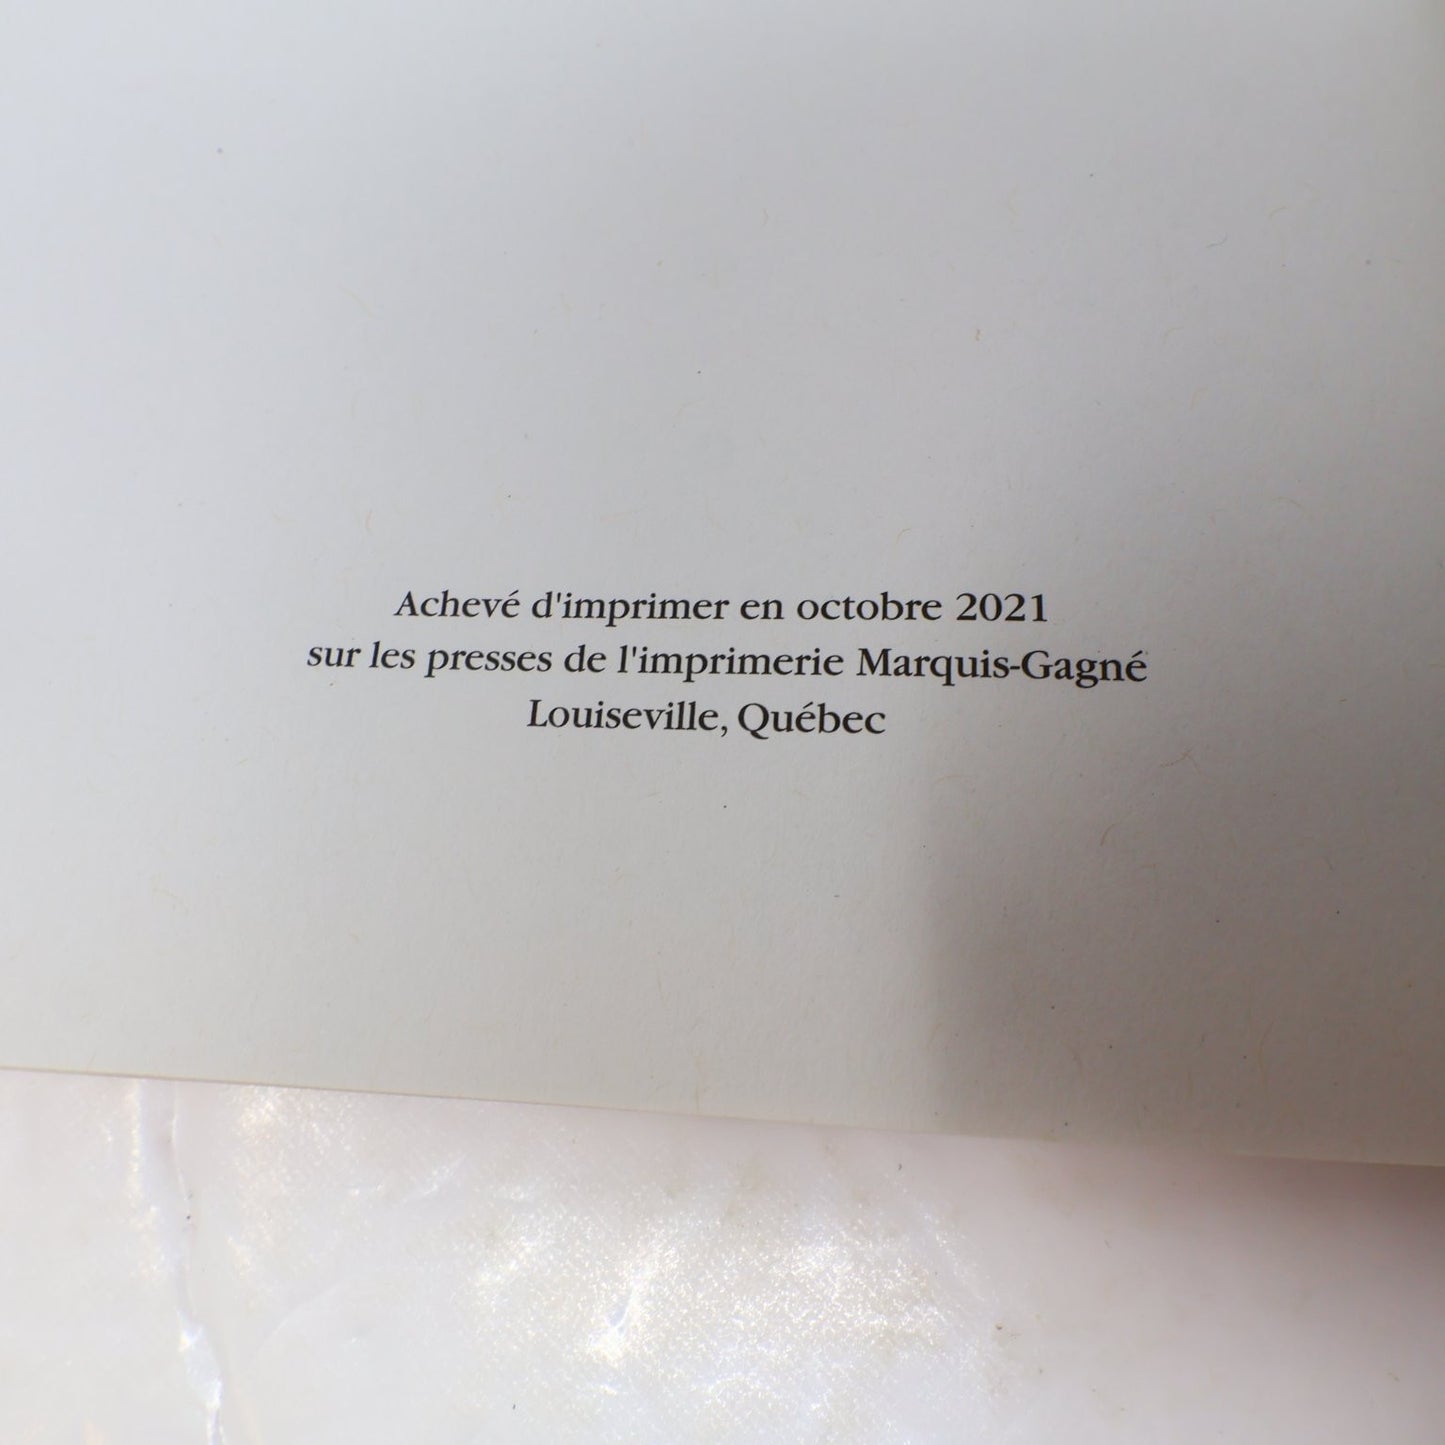 Achevé d'imprimer en octobre 2021
sur les presses de l'imprimerie Marquis-Gagné
Louiseville, Québec